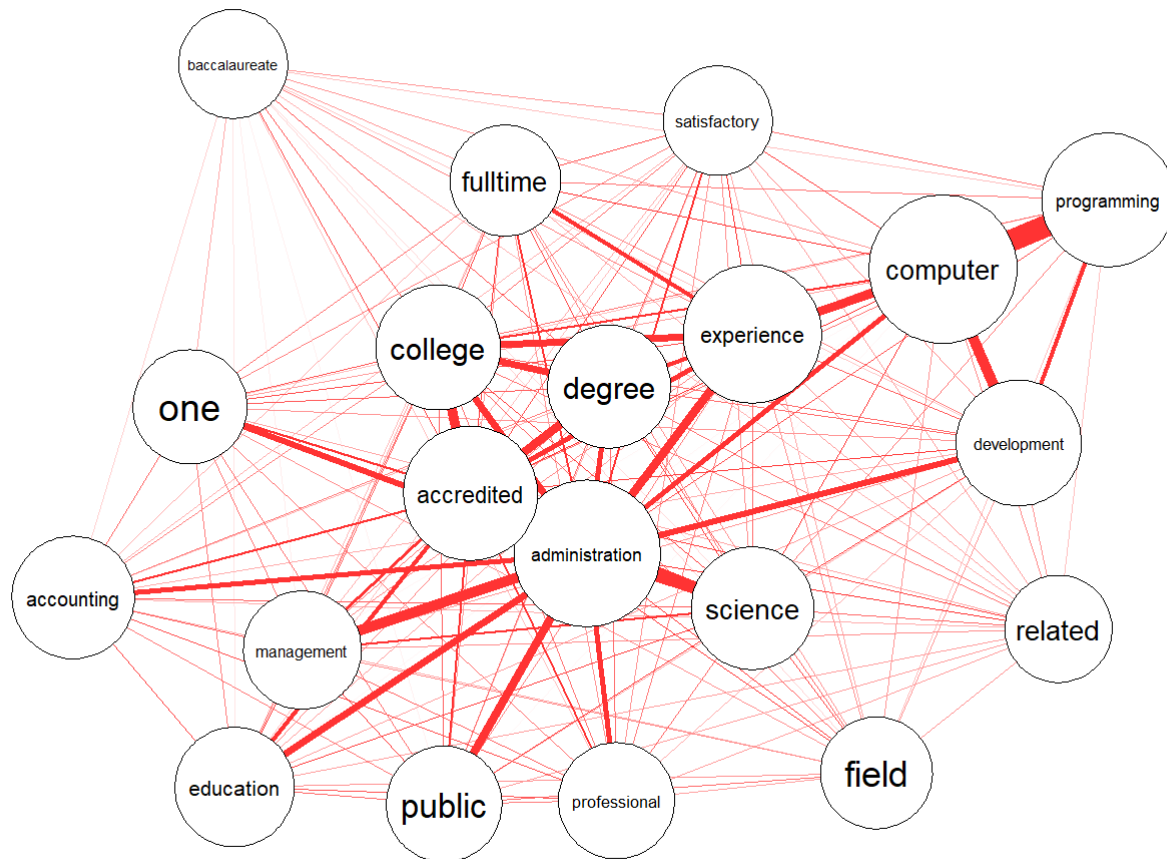 baccalaureate
satisfactory
fulltime
programming
computer
experience
college
degree
one
development
accredited
administration
accounting
science
related
management
field
education
public
professional